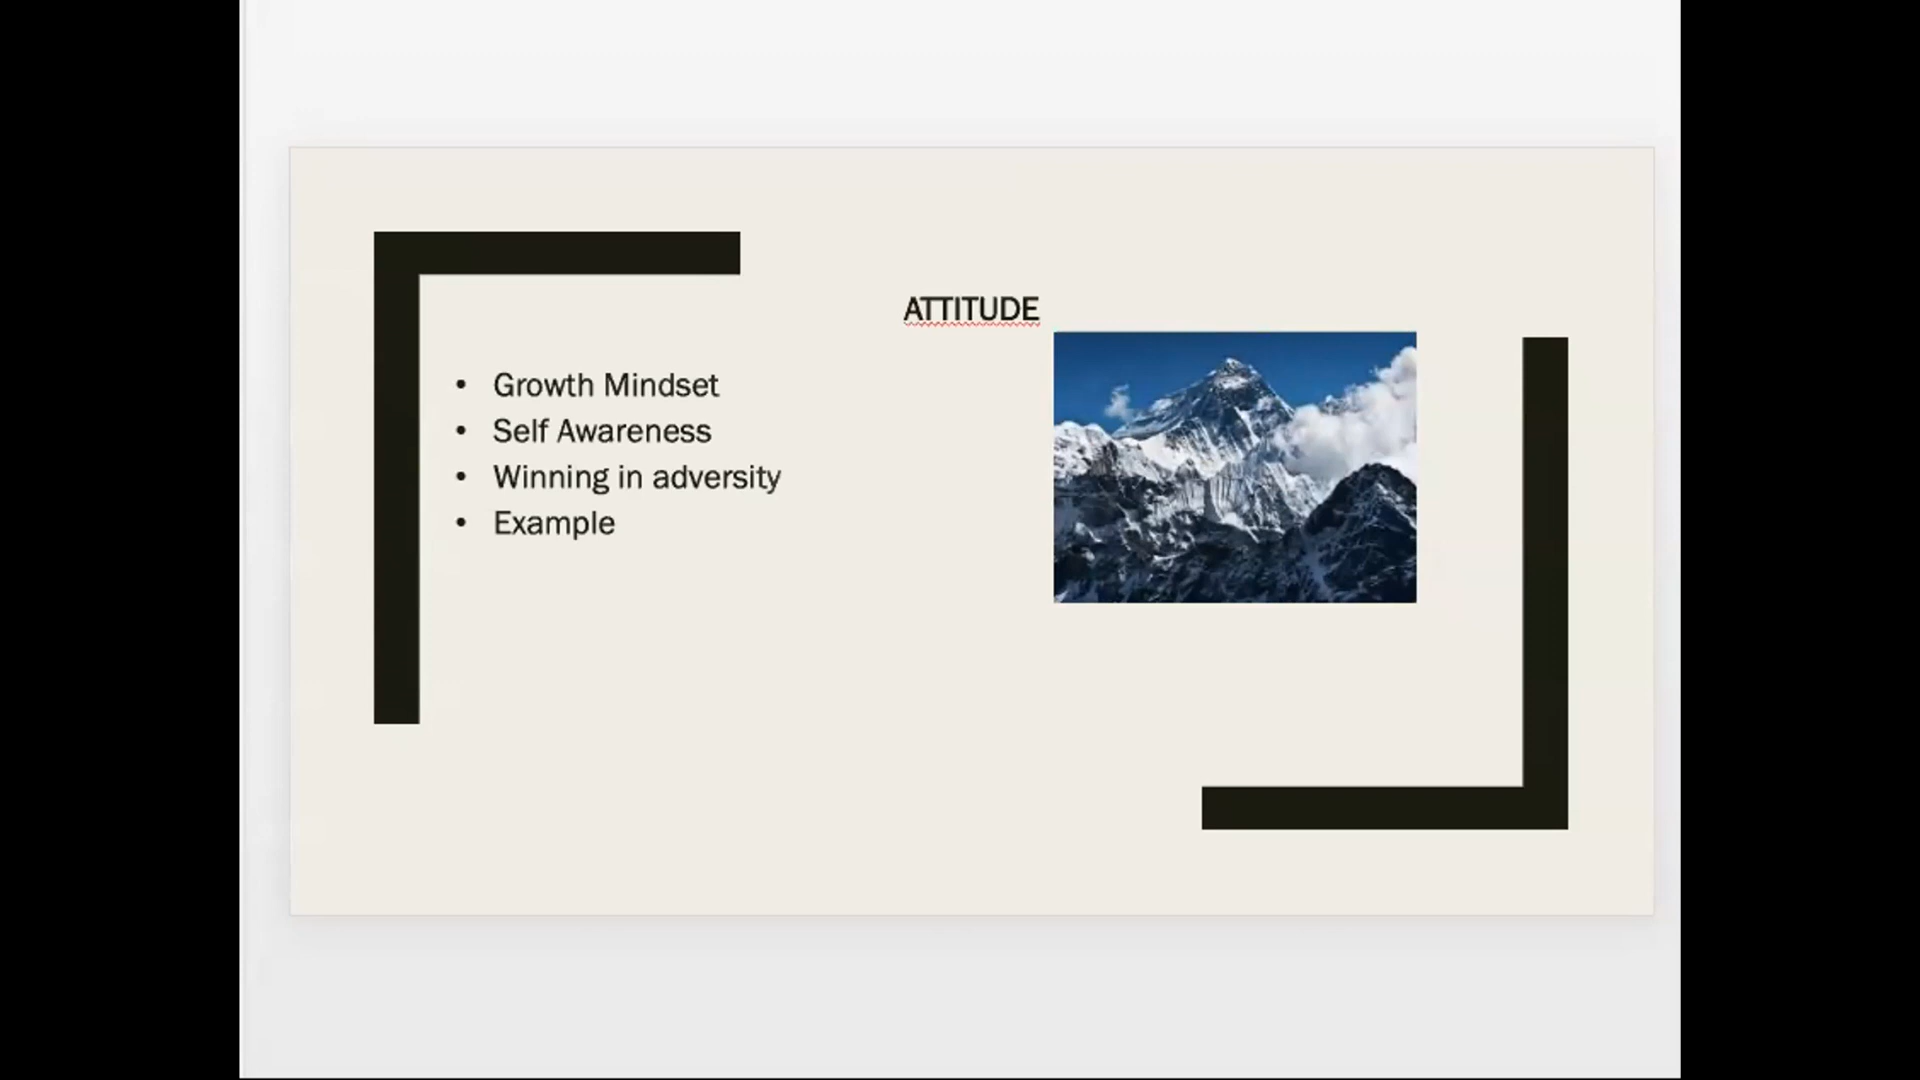 ATTITUDE
• Growth Mindset
• Self Awareness
• Winning in adversity
• Example